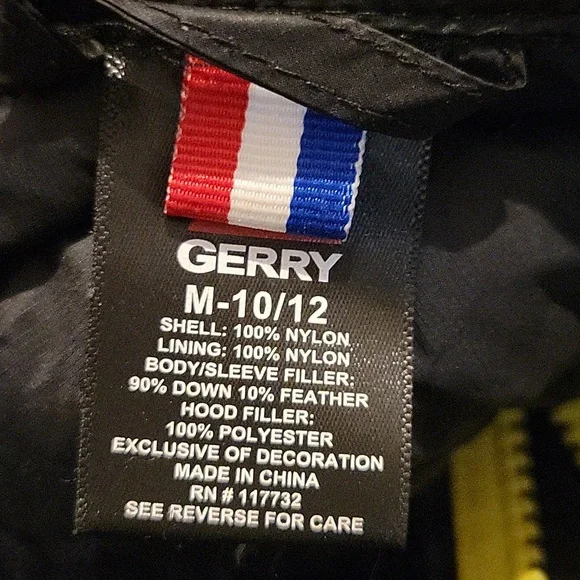 GERRY
M-10/12
SHELL: 100% NYLON
LINING: 100% NYLON
BODY/SLEEVE FILLER:
90% DOWN 10% FEATHER
HOOD FILLER:
100% POLYESTER
EXCLUSIVE OF DECORATION
MADE IN CHINA
RN # 117732
SEE REVERSE FOR CARE